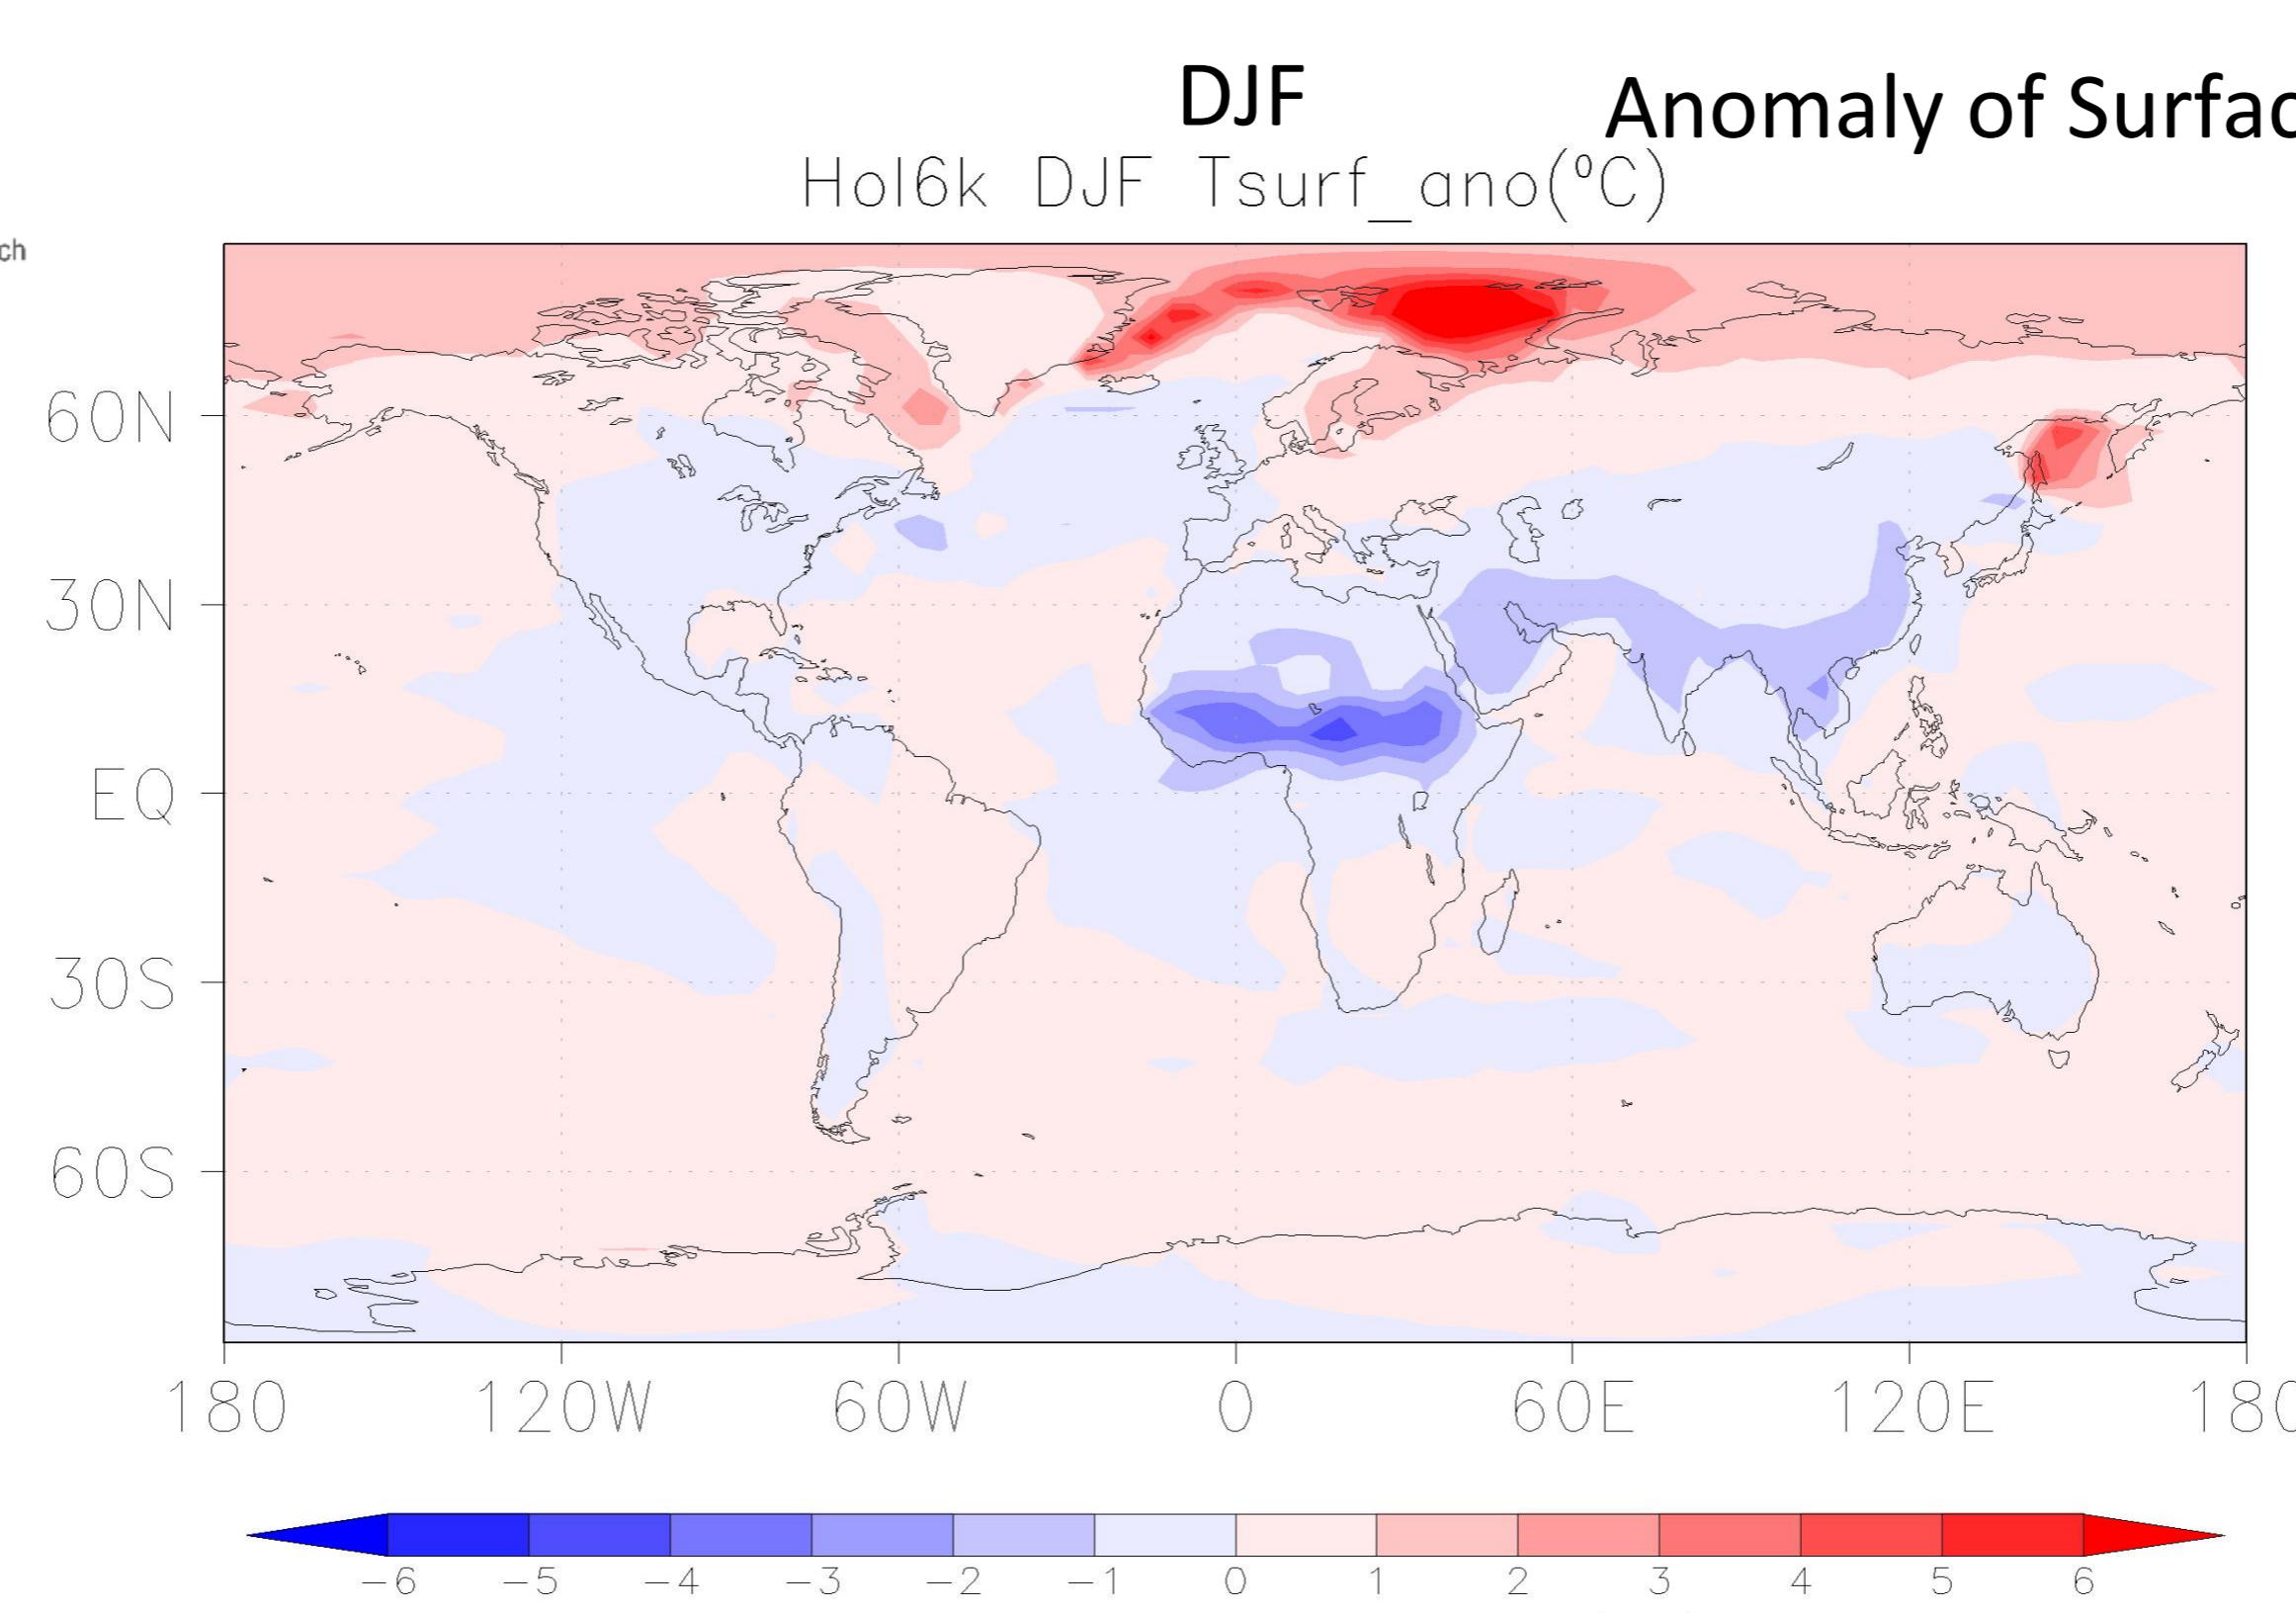 DJF
Anomaly of Surfac
Hol6k DJF Tsurf_ano(°C)
ch
60N
30N
EQ
30S
60S
180 120W 60W 0 60E 120E 180
-6 -5 -4 -3 -2 -1 0 1 2 3 4 5 6